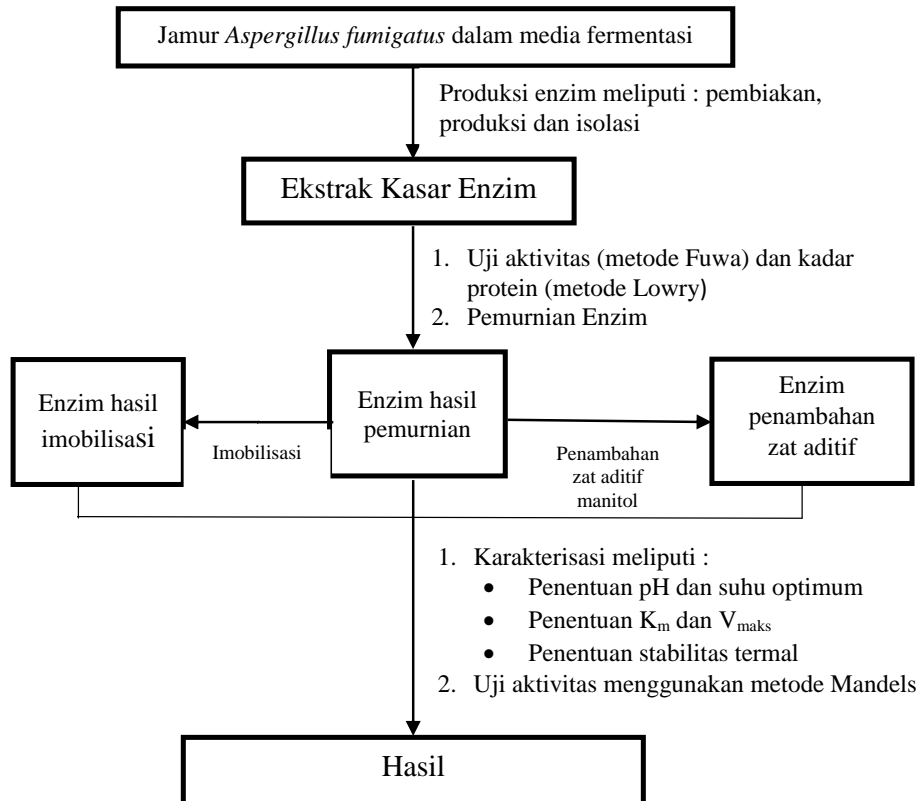 Jamur Aspergillus fumigatus dalam media fermentasi
Produksi enzim meliputi : pembiakan,
produksi dan isolasi
Ekstrak Kasar Enzim
1. Uji aktivitas (metode Fuwa) dan kadar
protein (metode Lowry)
2. Pemurnian Enzim
Enzim hasil
imobilisasi
Imobilisasi
Enzim hasil
pemurnian
Penambahan
zat aditif
manitol
Enzim
penambahan
zat aditif
1. Karakterisasi meliputi :
• Penentuan pH dan suhu optimum
• Penentuan Km dan Vmaks
• Penentuan stabilitas termal
2. Uji aktivitas menggunakan metode Mandels
Hasil